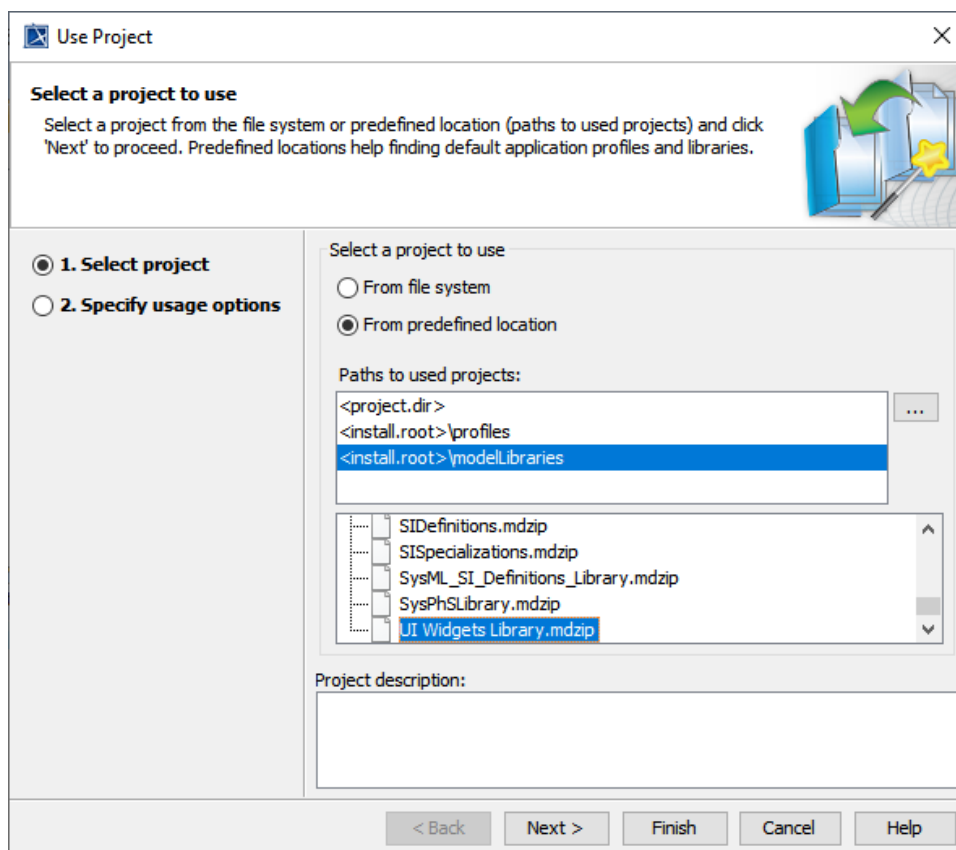 Use Project
Select a project to use
Select a project from the file system or predefined location (paths to used projects) and click
'Next' to proceed. Predefined locations help finding default application profiles and libraries.
1. Select project
2. Specify usage options
Select a project to use
From file system
From predefined location
Paths to used projects:
<project.dir>
...
<install.root>\profiles
<install.root>\modelLibraries
SIDefinitions.mdzip
SISpecializations.mdzip
SysML_SI_Definitions_Library.mdzip
SysPhSLibrary.mdzip
UI Widgets Library.mdzip
Project description:
< Back
Next >
Finish
Cancel
Help